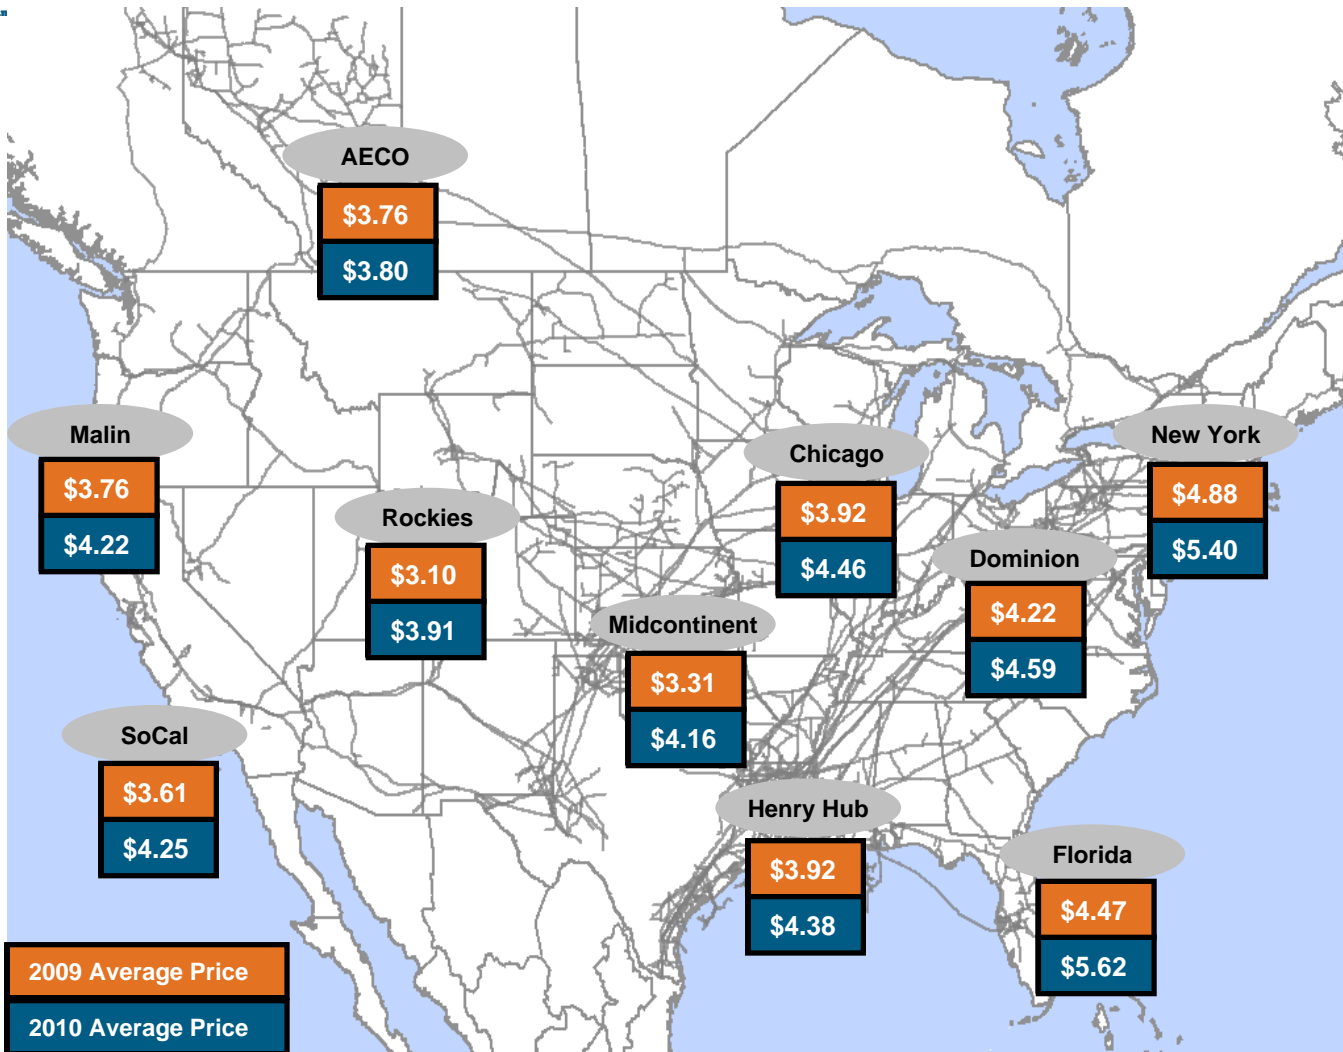 AECO
$3.76
$3.80
Malin
$3.76
$4.22
Rockies
$3.10
$3.91
Chicago
$3.92
$4.46
New York
$4.88
$5.40
Dominion
$4.22
$4.59
Midcontinent
$3.31
$4.16
SoCal
$3.61
$4.25
Henry Hub
$3.92
$4.38
Florida
$4.47
$5.62
2009 Average Price
2010 Average Price